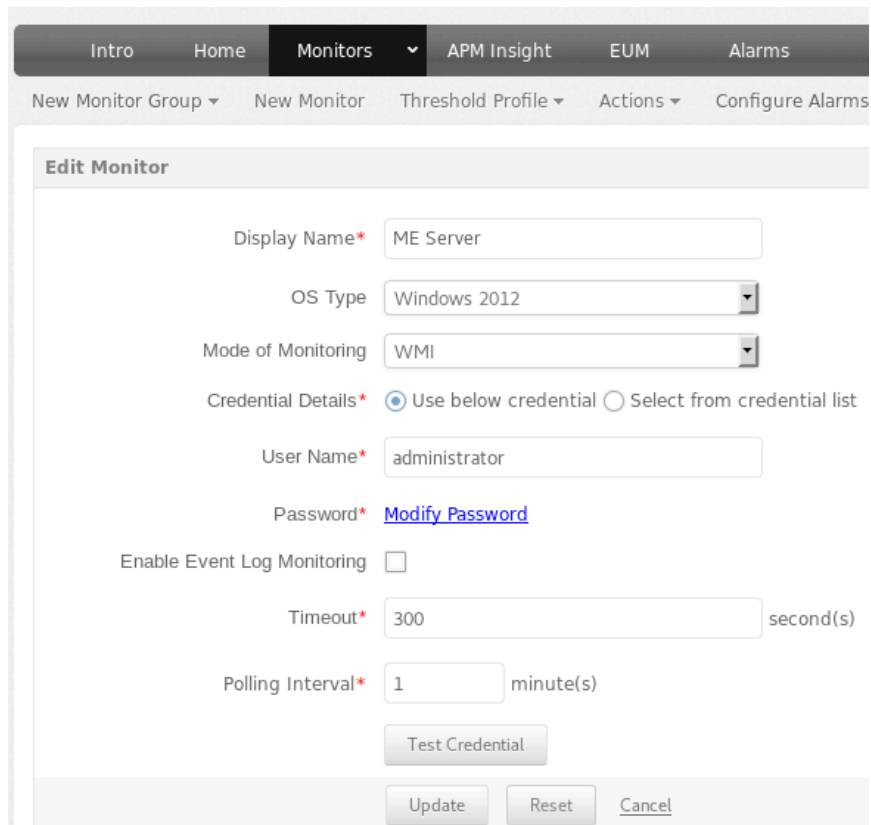 Intro Home Monitors APM Insight EUM Alarms
New Monitor Group New Monitor Threshold Profile Actions Configure Alarms
Edit Monitor
Display Name* ME Server
OS Type Windows 2012
Mode of Monitoring WMI
Credential Details* Use below credential Select from credential list
User Name* administrator
Password* Modify Password
Enable Event Log Monitoring
Timeout* 300 second(s)
Polling Interval* 1 minute(s)
Test Credential
Update Reset Cancel